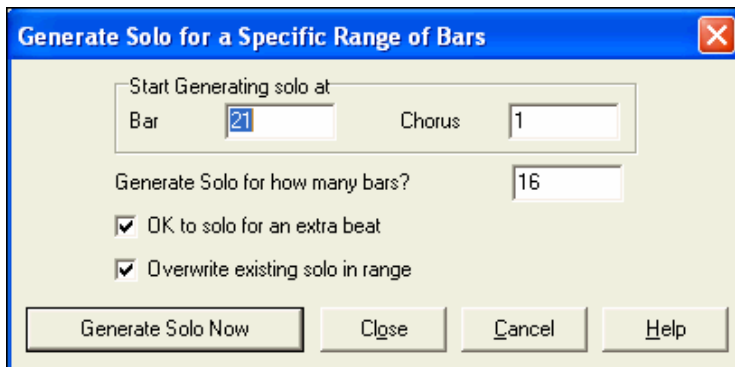 Generate Solo for a Specific Range of Bars
Start Generating solo at
Bar 21 Chorus 1
Generate Solo for how many bars? 16
OK to solo for an extra beat
Overwrite existing solo in range
Generate Solo Now Close Cancel Help